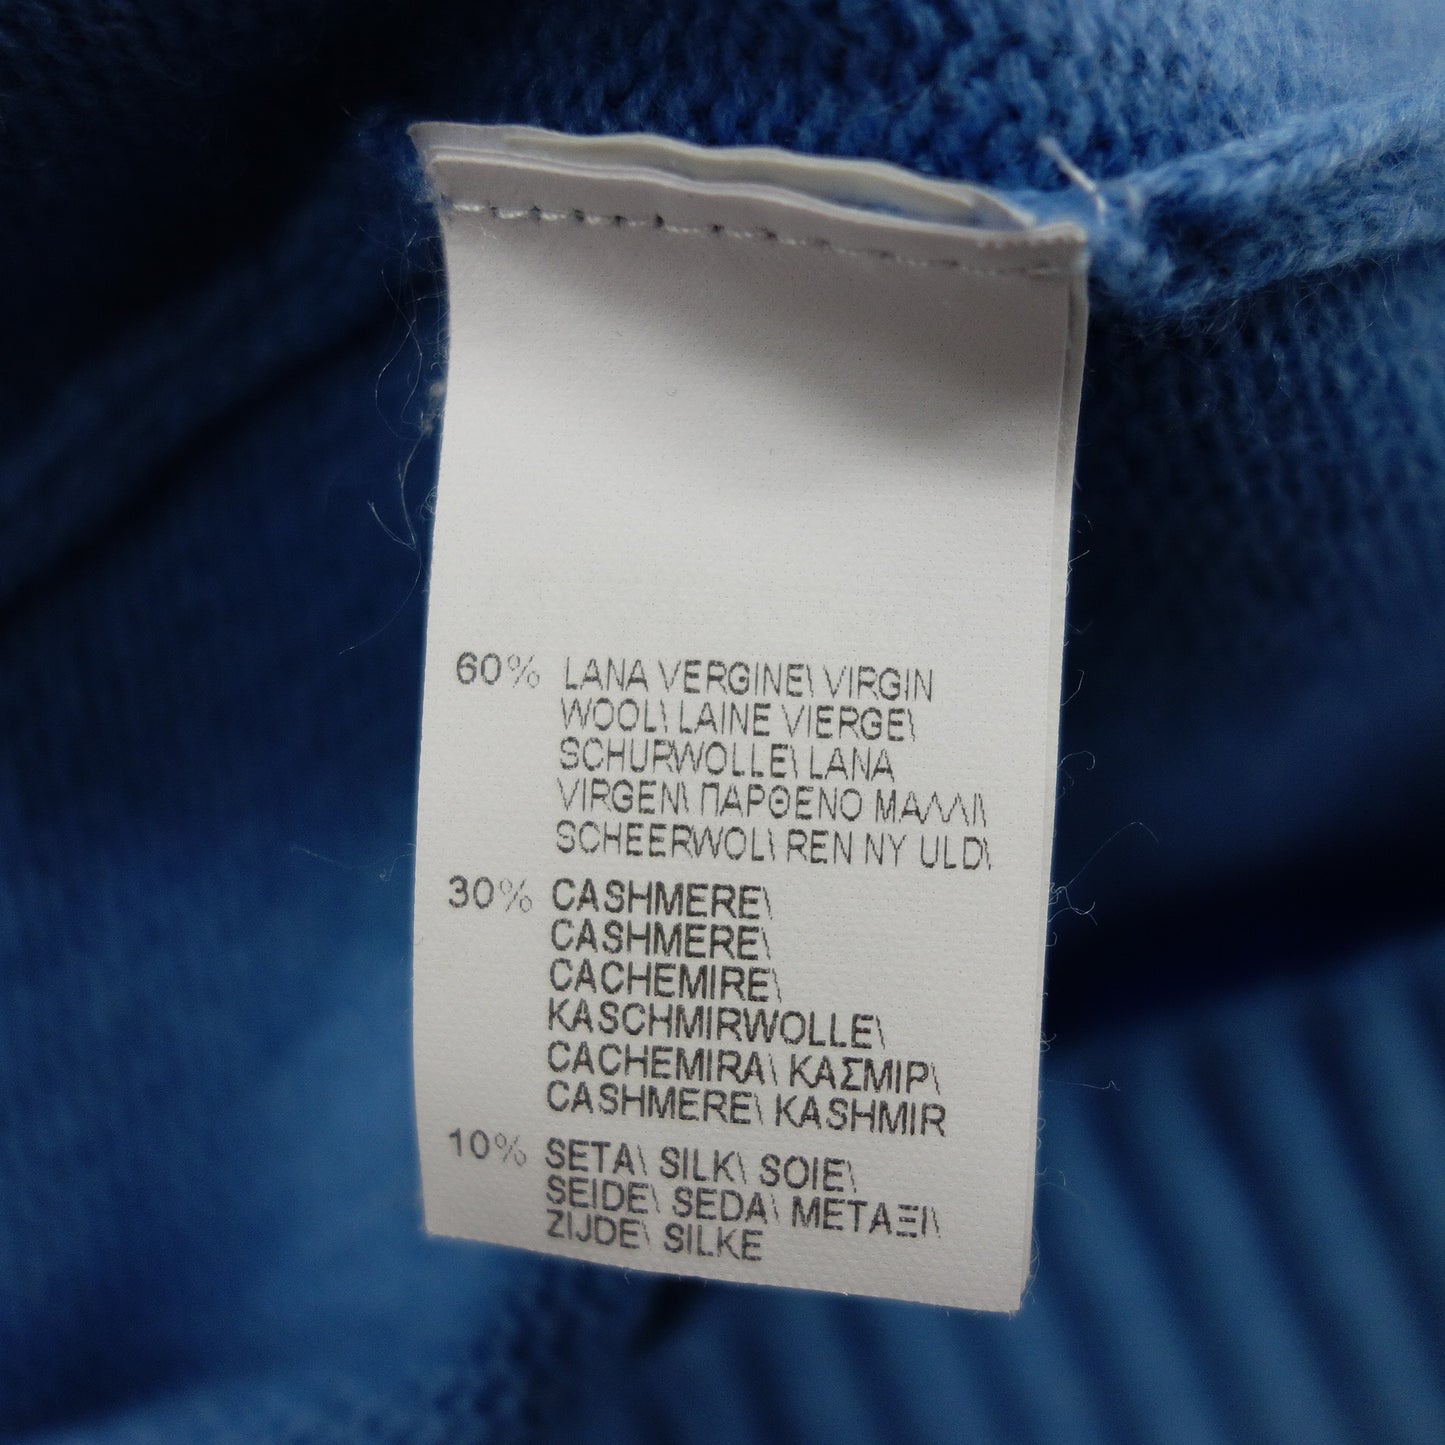 60% LANA VERGINE\ VIRGIN
WOOL\ LAINE VIERGE\
SCHURWOLLE\ LANA
VIRGEN\ ΠΑΡΘΕΝΟ ΜΑΛΛΙ\
SCHEERWOL\ REN NY ULD\
30% CASHMERE\
CASHMERE\
CACHEMIRE\
KASCHMIRWOLLE\
CACHEMIRA\ ΚΑΣΜΙΡ\
CASHMERE\ KASHMIR
10% SETA\ SILK\ SOIE\
SEIDE\ SEDA\ ΜΕΤΑΞΙ\
ZIJDE\ SILKE